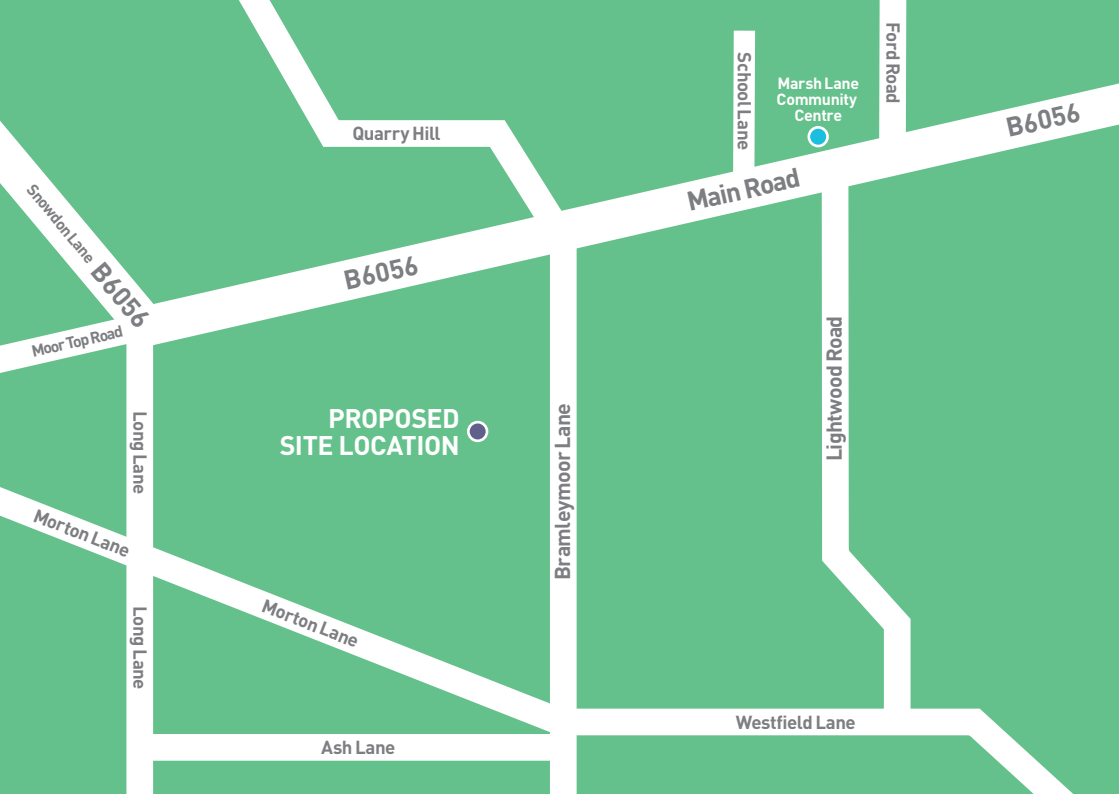 School Lane
Ford Road
Marsh Lane
Community
Centre
B6056
Quarry Hill
Main Road
Snowdon Lane
B6056
B6056
Moor Top Road
Lightwood Road
Long Lane
PROPOSED
SITE LOCATION
Bramleymoor Lane
Morton Lane
Morton Lane
Long Lane
Westfield Lane
Ash Lane